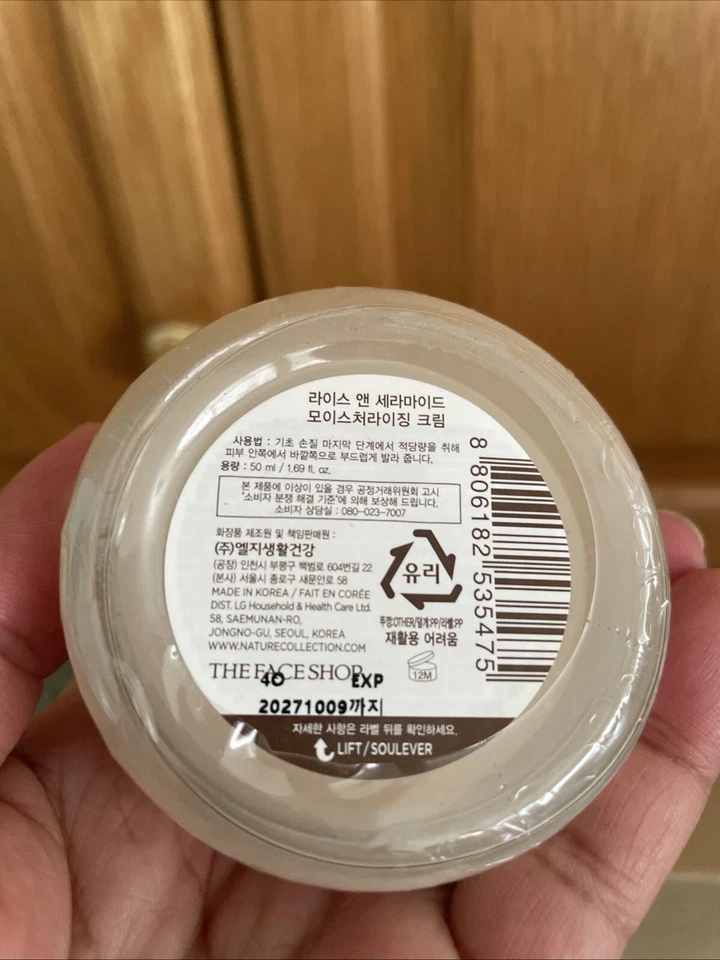 라이스 앤 세라마이드
모이스처라이징 크림
사용법 : 기초 손질 마지막 단계에서 적당량을 취해
피부 안쪽에서 바깥쪽으로 부드럽게 발라 줍니다.
용량 : 50 ml / 1.69 fl. oz.
본 제품에 이상이 있을 경우 공정거래위원회 고시
"소비자 분쟁 해결 기준"에 의해 보상해 드립니다.
소비자 상담실 : 080-023-7007
화장품 제조원 및 책임판매원 :
(주)엘지생활건강
(공장) 인천시 부평구 백범로 604번길 22
(본사) 서울시 종로구 새문안로 58
MADE IN KOREA / FAIT EN CORÉE
DIST. LG Household & Health Care Ltd.
58, SAEMUNAN-RO,
JONGNO-GU, SEOUL, KOREA
WWW.NATURECOLLECTION.COM
THEFACESHOP
40 EXP
20271009까지
유리
뚜껑:OTHER/덮개:PP/라벨:PP
재활용 어려움
12M
8 806182 535475
자세한 사항은 라벨 뒤를 확인하세요.
LIFT / SOULEVER